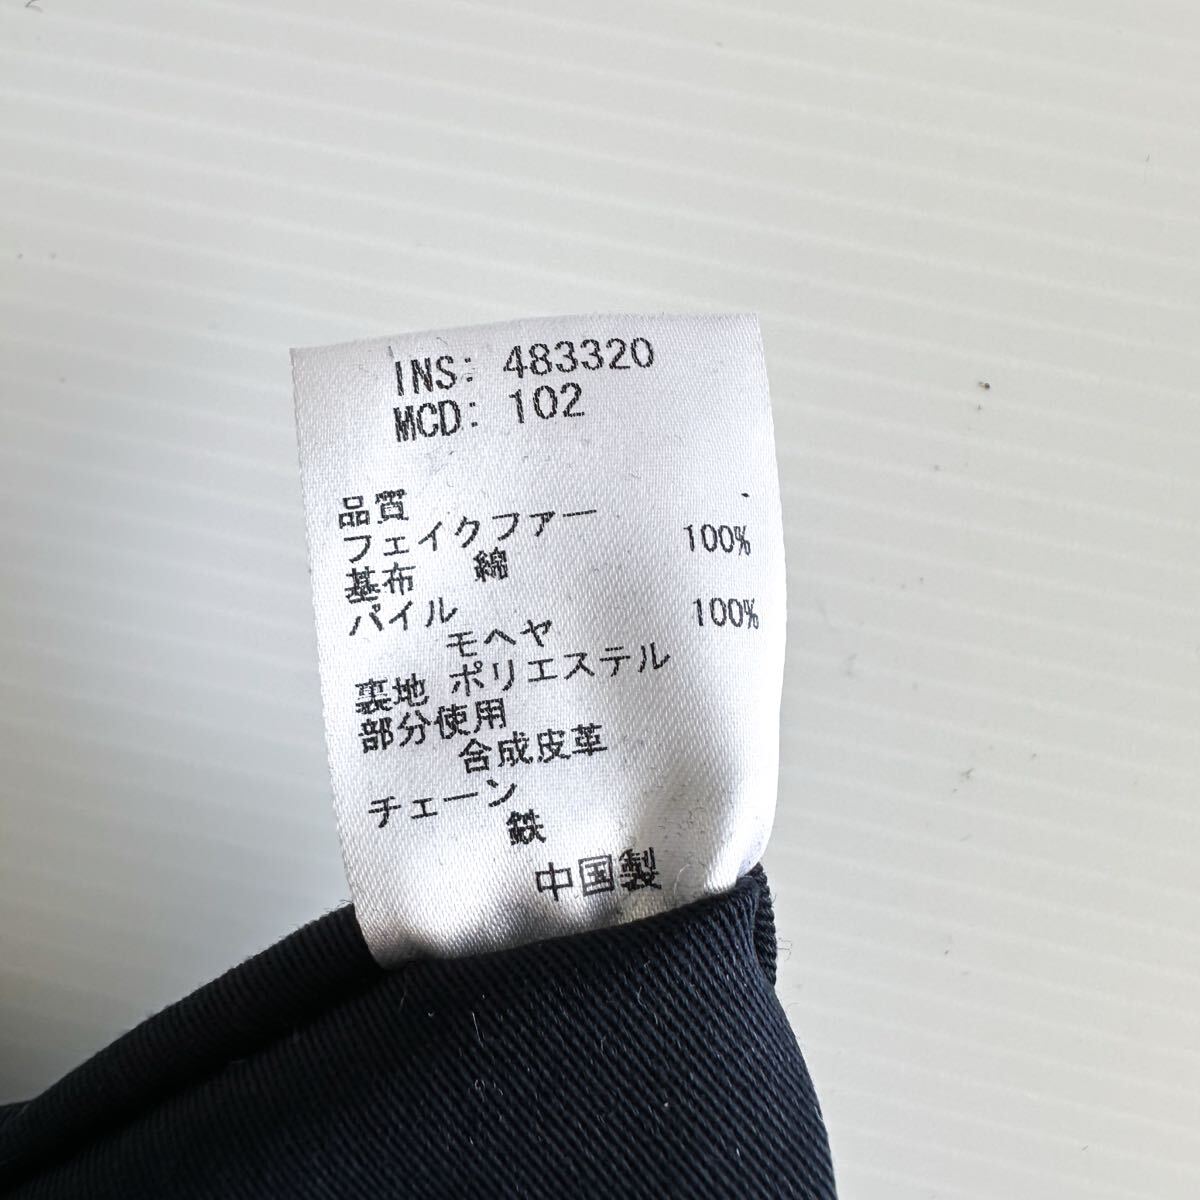 INS: 483320
MCD: 102
品質
フェイクファー
基布 綿 100%
パイル
モヘヤ 100%
裏地 ポリエステル
部分使用
合成皮革
チェーン
鉄
中国製